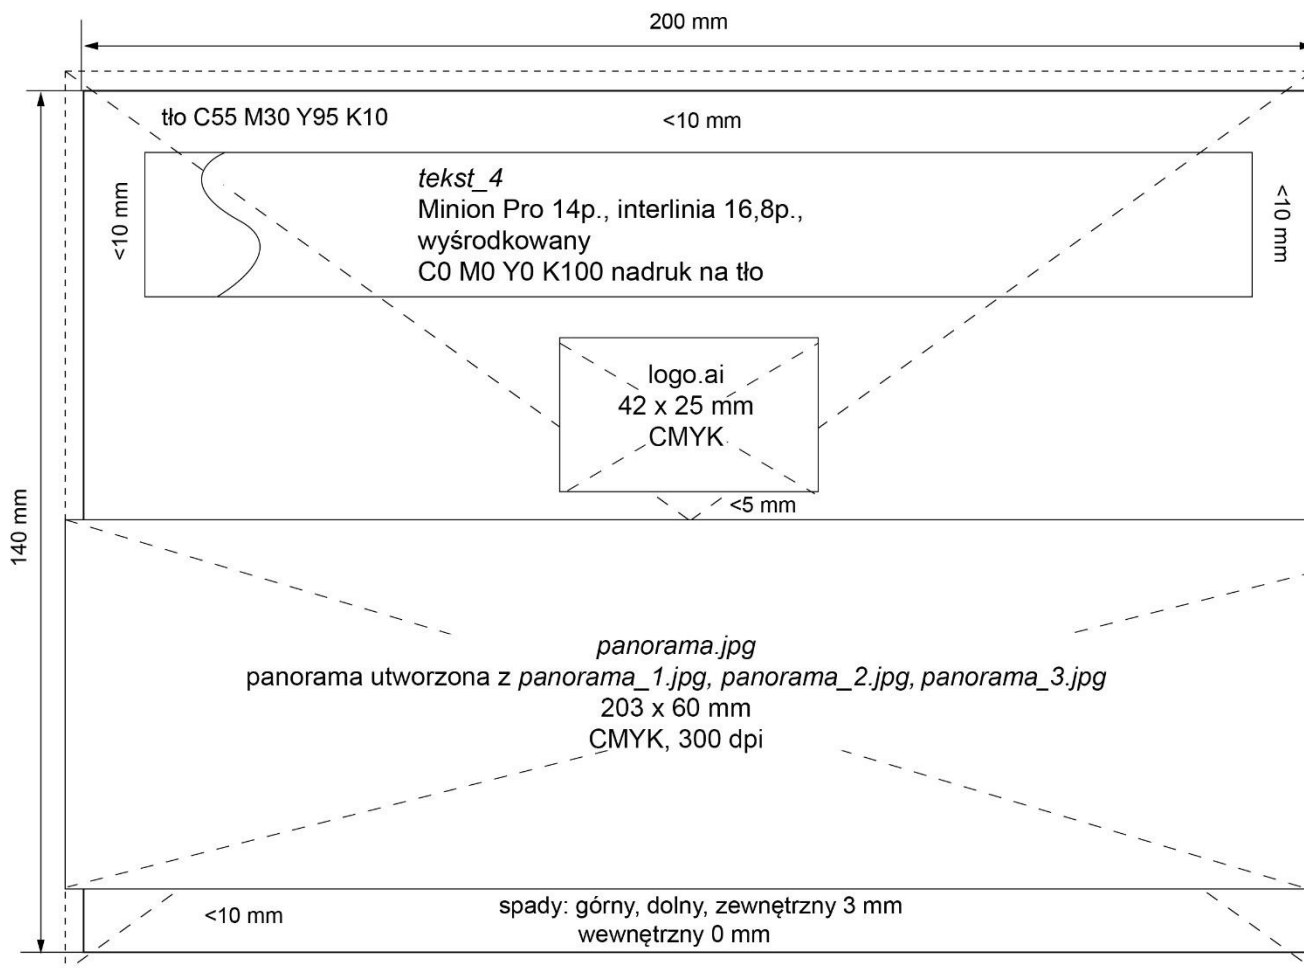 200 mm
tło C55 M30 Y95 K10
<10 mm
<10 mm
tekst_4
Minion Pro 14p., interlinia 16,8p.,
wyśrodkowany
C0 M0 Y0 K100 nadruk na tło
<10 mm
logo.ai
42 x 25 mm
CMYK
<5 mm
140 mm
panorama.jpg
panorama utworzona z panorama_1.jpg, panorama_2.jpg, panorama_3.jpg
203 x 60 mm
CMYK, 300 dpi
<10 mm
spady: górny, dolny, zewnętrzny 3 mm
wewnętrzny 0 mm